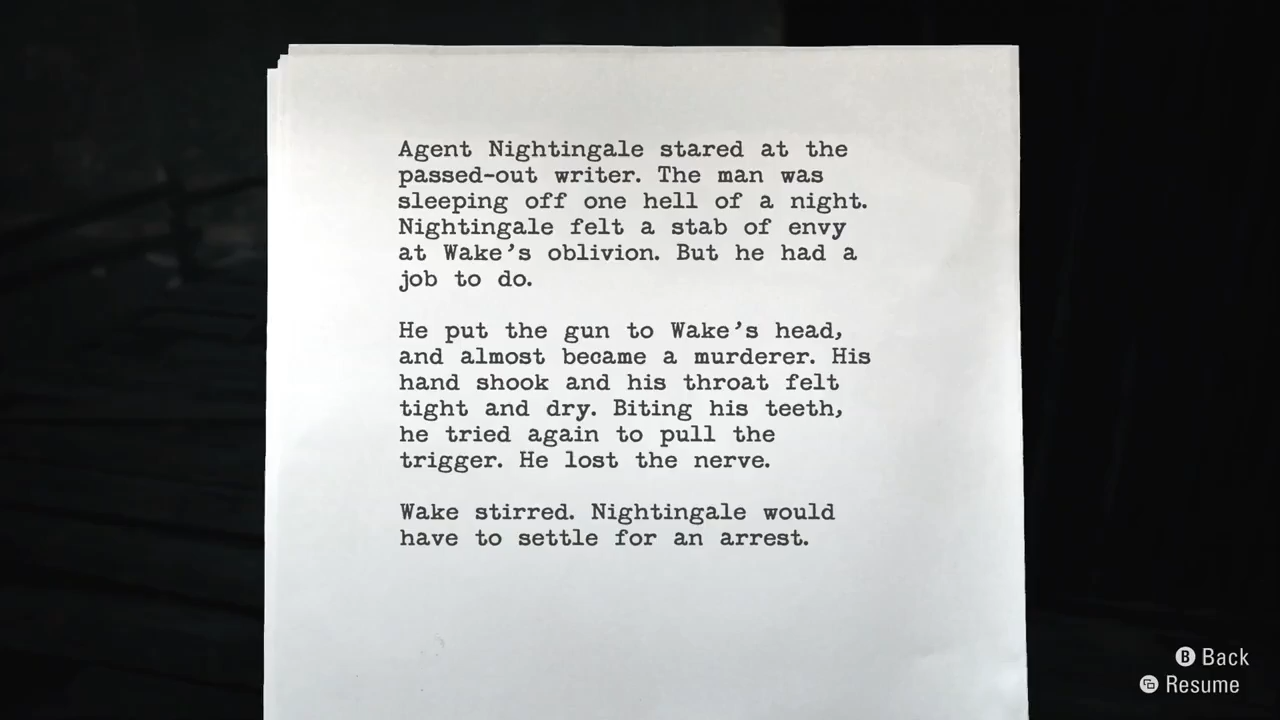 Agent Nightingale stared at the
passed-out writer. The man was
sleeping off one hell of a night.
Nightingale felt a stab of envy
at Wake's oblivion. But he had a
job to do.
He put the gun to Wake's head,
and almost became a murderer. His
hand shook and his throat felt
tight and dry. Biting his teeth,
he tried again to pull the
trigger. He lost the nerve.
Wake stirred. Nightingale would
have to settle for an arrest.
B Back
Resume